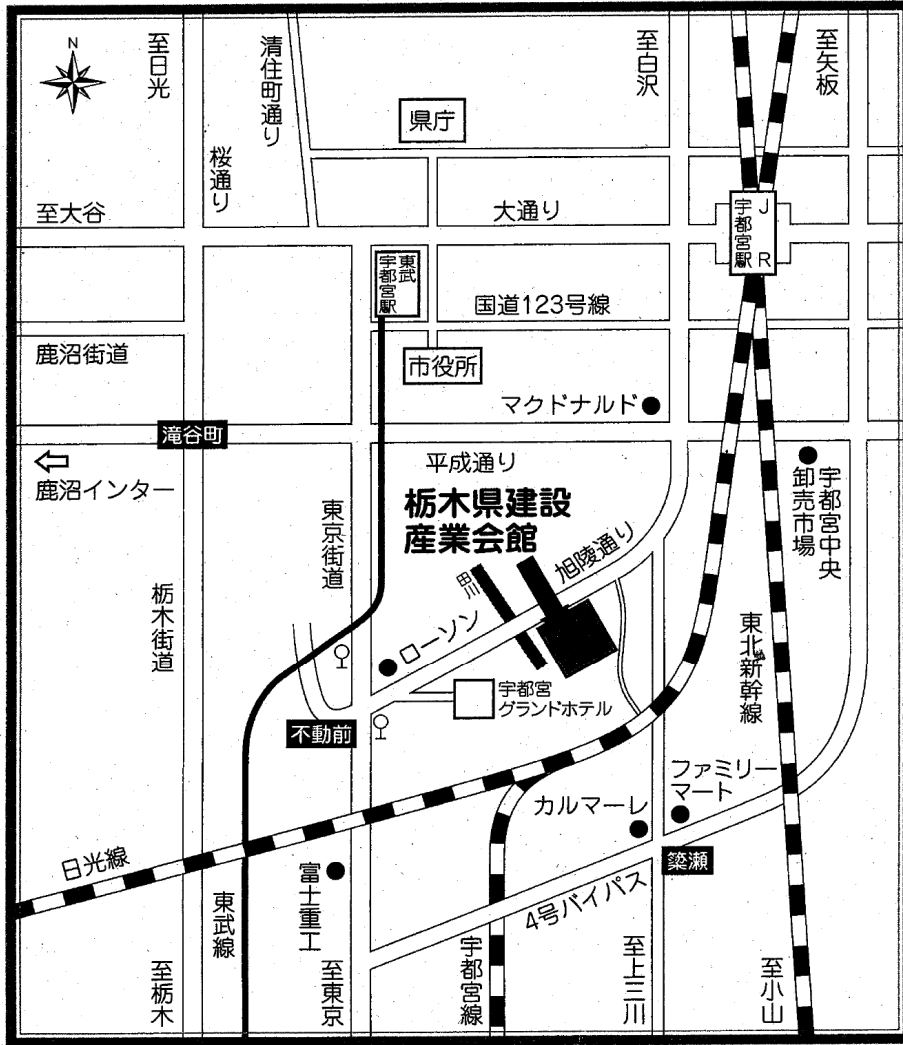 N
至日光
清住町通り
桜通り
至白沢
至矢板
県庁
至大谷
大通り
JR
宇都宮駅
東武
宇都宮駅
国道123号線
鹿沼街道
市役所
マクドナルド
滝谷町
平成通り
鹿沼インター
栃木県建設
産業会館
宇都宮中央
卸売市場
東京街道
旭陵通り
田川
栃木街道
ローソン
東北新幹線
宇都宮
グランドホテル
不動前
ファミリー
マート
カルマーレ
簗瀬
日光線
富士重工
4号バイパス
東武線
宇都宮線
至栃木
至東京
至上三川
至小山